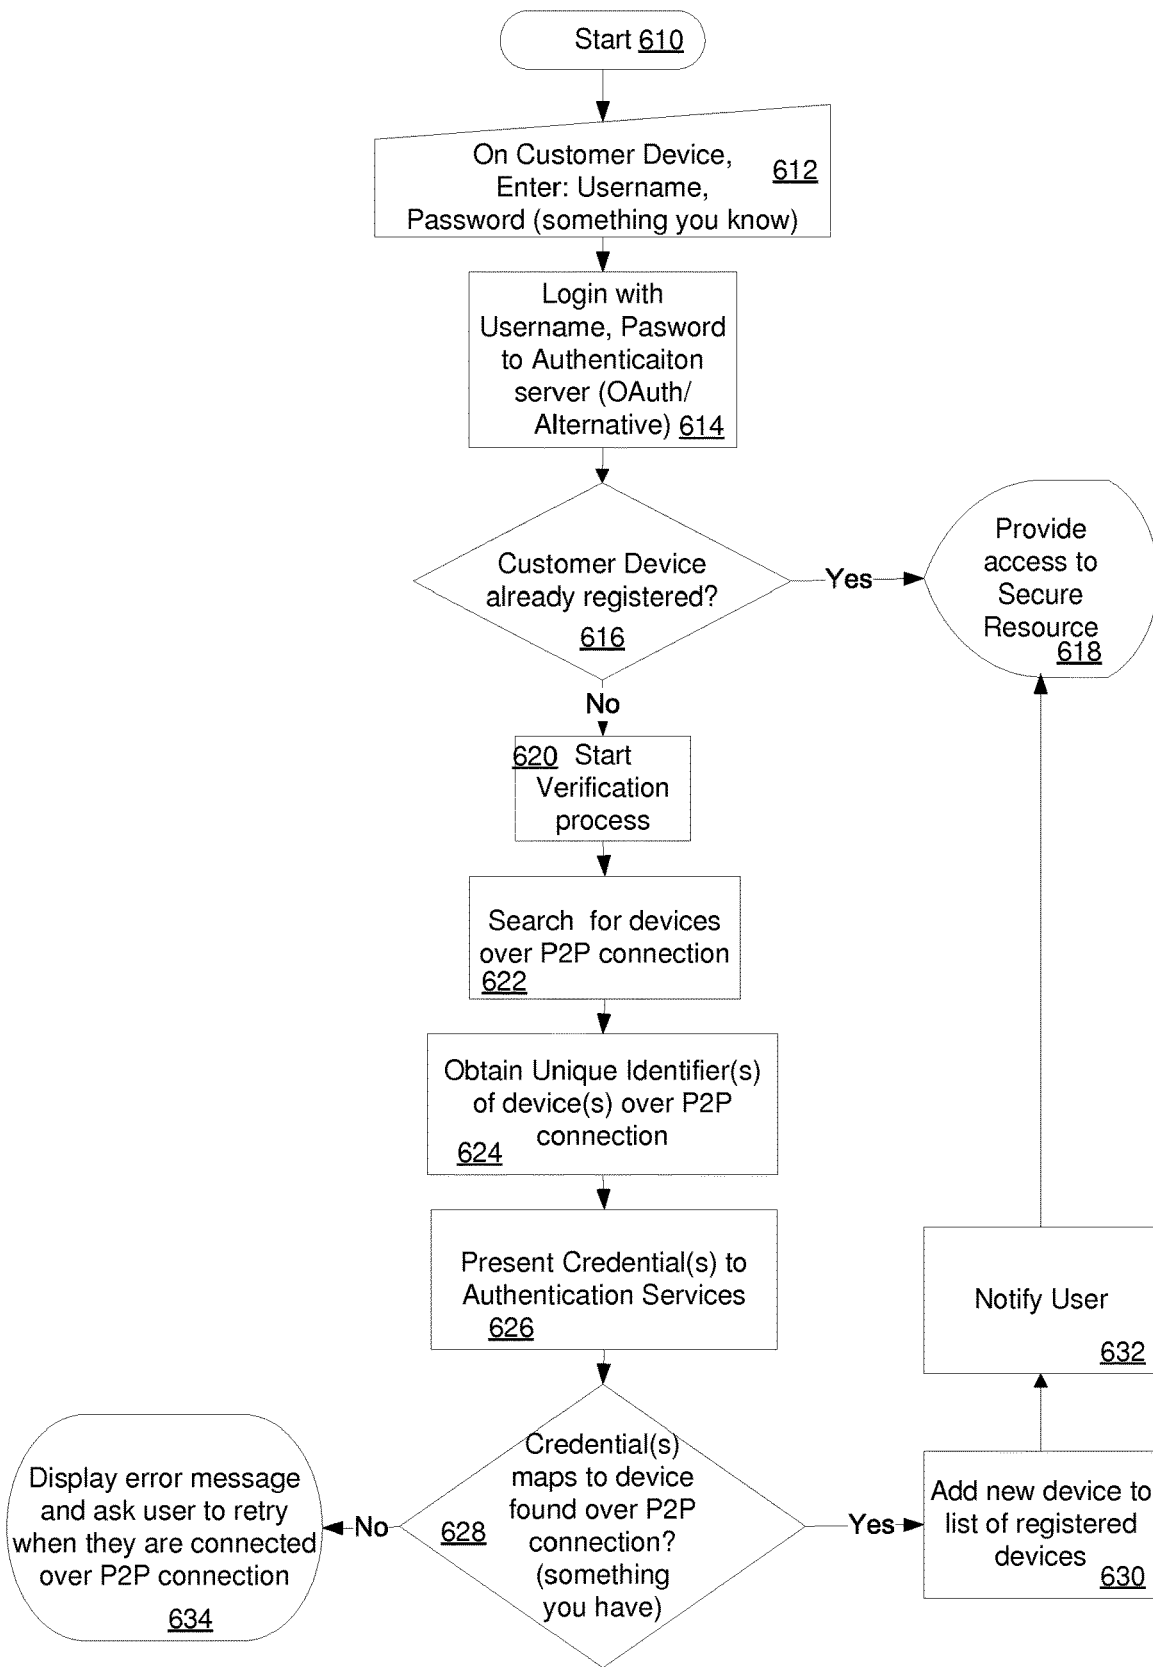 Start 610
On Customer Device,
Enter: Username,
Password (something you know)
612
Login with
Username, Pasword
to Authenticaiton
server (OAuth/
Alternative) 614
Customer Device
already registered?
616
Yes
Provide
access to
Secure
Resource
618
No
620 Start
Verification
process
Search for devices
over P2P connection
622
Obtain Unique Identifier(s)
of device(s) over P2P
connection
624
Present Credential(s) to
Authentication Services
626
Credential(s)
maps to device
found over P2P
connection?
(something
you have)
628
No
Display error message
and ask user to retry
when they are connected
over P2P connection
634
Yes
Add new device to
list of registered
devices
630
Notify User
632